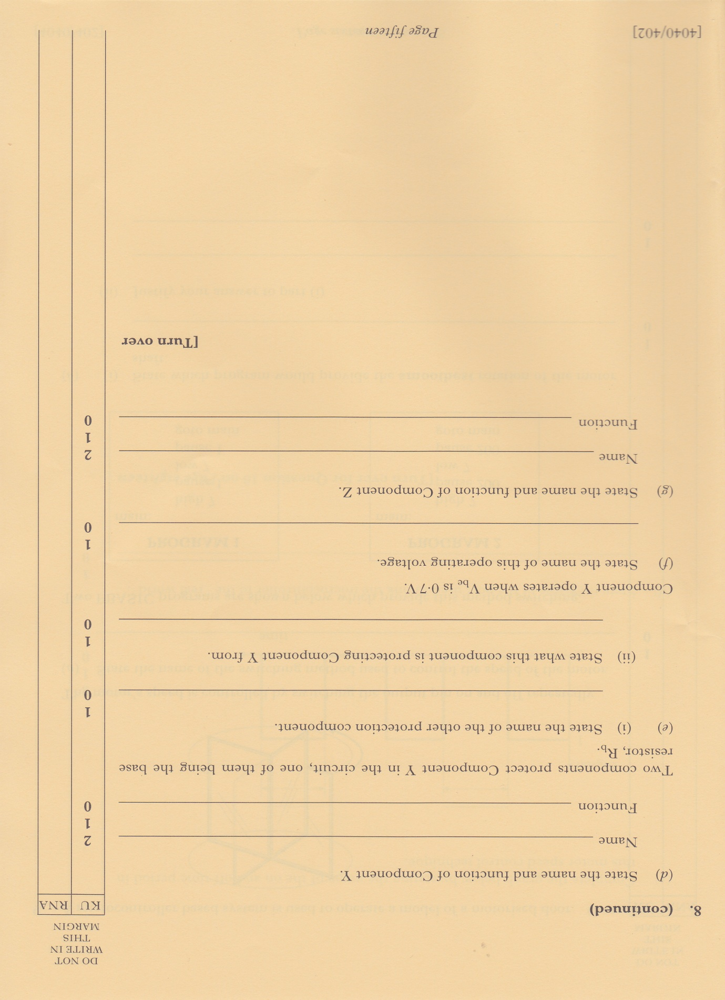 DO NOT
WRITE IN
THIS
MARGIN
8. (continued)
KU RNA
(d) State the name and function of Component Y.
Name 2
1
Function 0
Two components protect Component Y in the circuit, one of them being the base
resistor, Rb.
(e) (i) State the name of the other protection component.
1
0
(ii) State what this component is protecting Component Y from.
1
0
Component Y operates when Vbe is 0·7 V.
(f) State the name of this operating voltage.
1
0
(g) State the name and function of Component Z.
Name 2
1
Function 0
[Turn over
[4040/402] Page fifteen